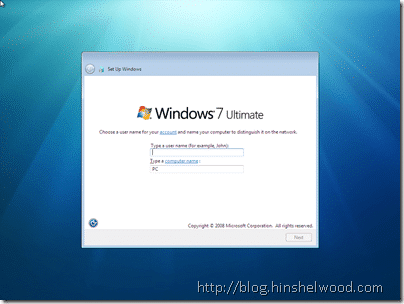 Set Up Windows
Windows 7 Ultimate
Choose a user name for your account and name your computer to distinguish it on the network.
Type a user name (for example, John):
Type a computer name:
PC
Copyright © 2008 Microsoft Corporation. All rights reserved.
Next
http://blog.hinshelwood.com